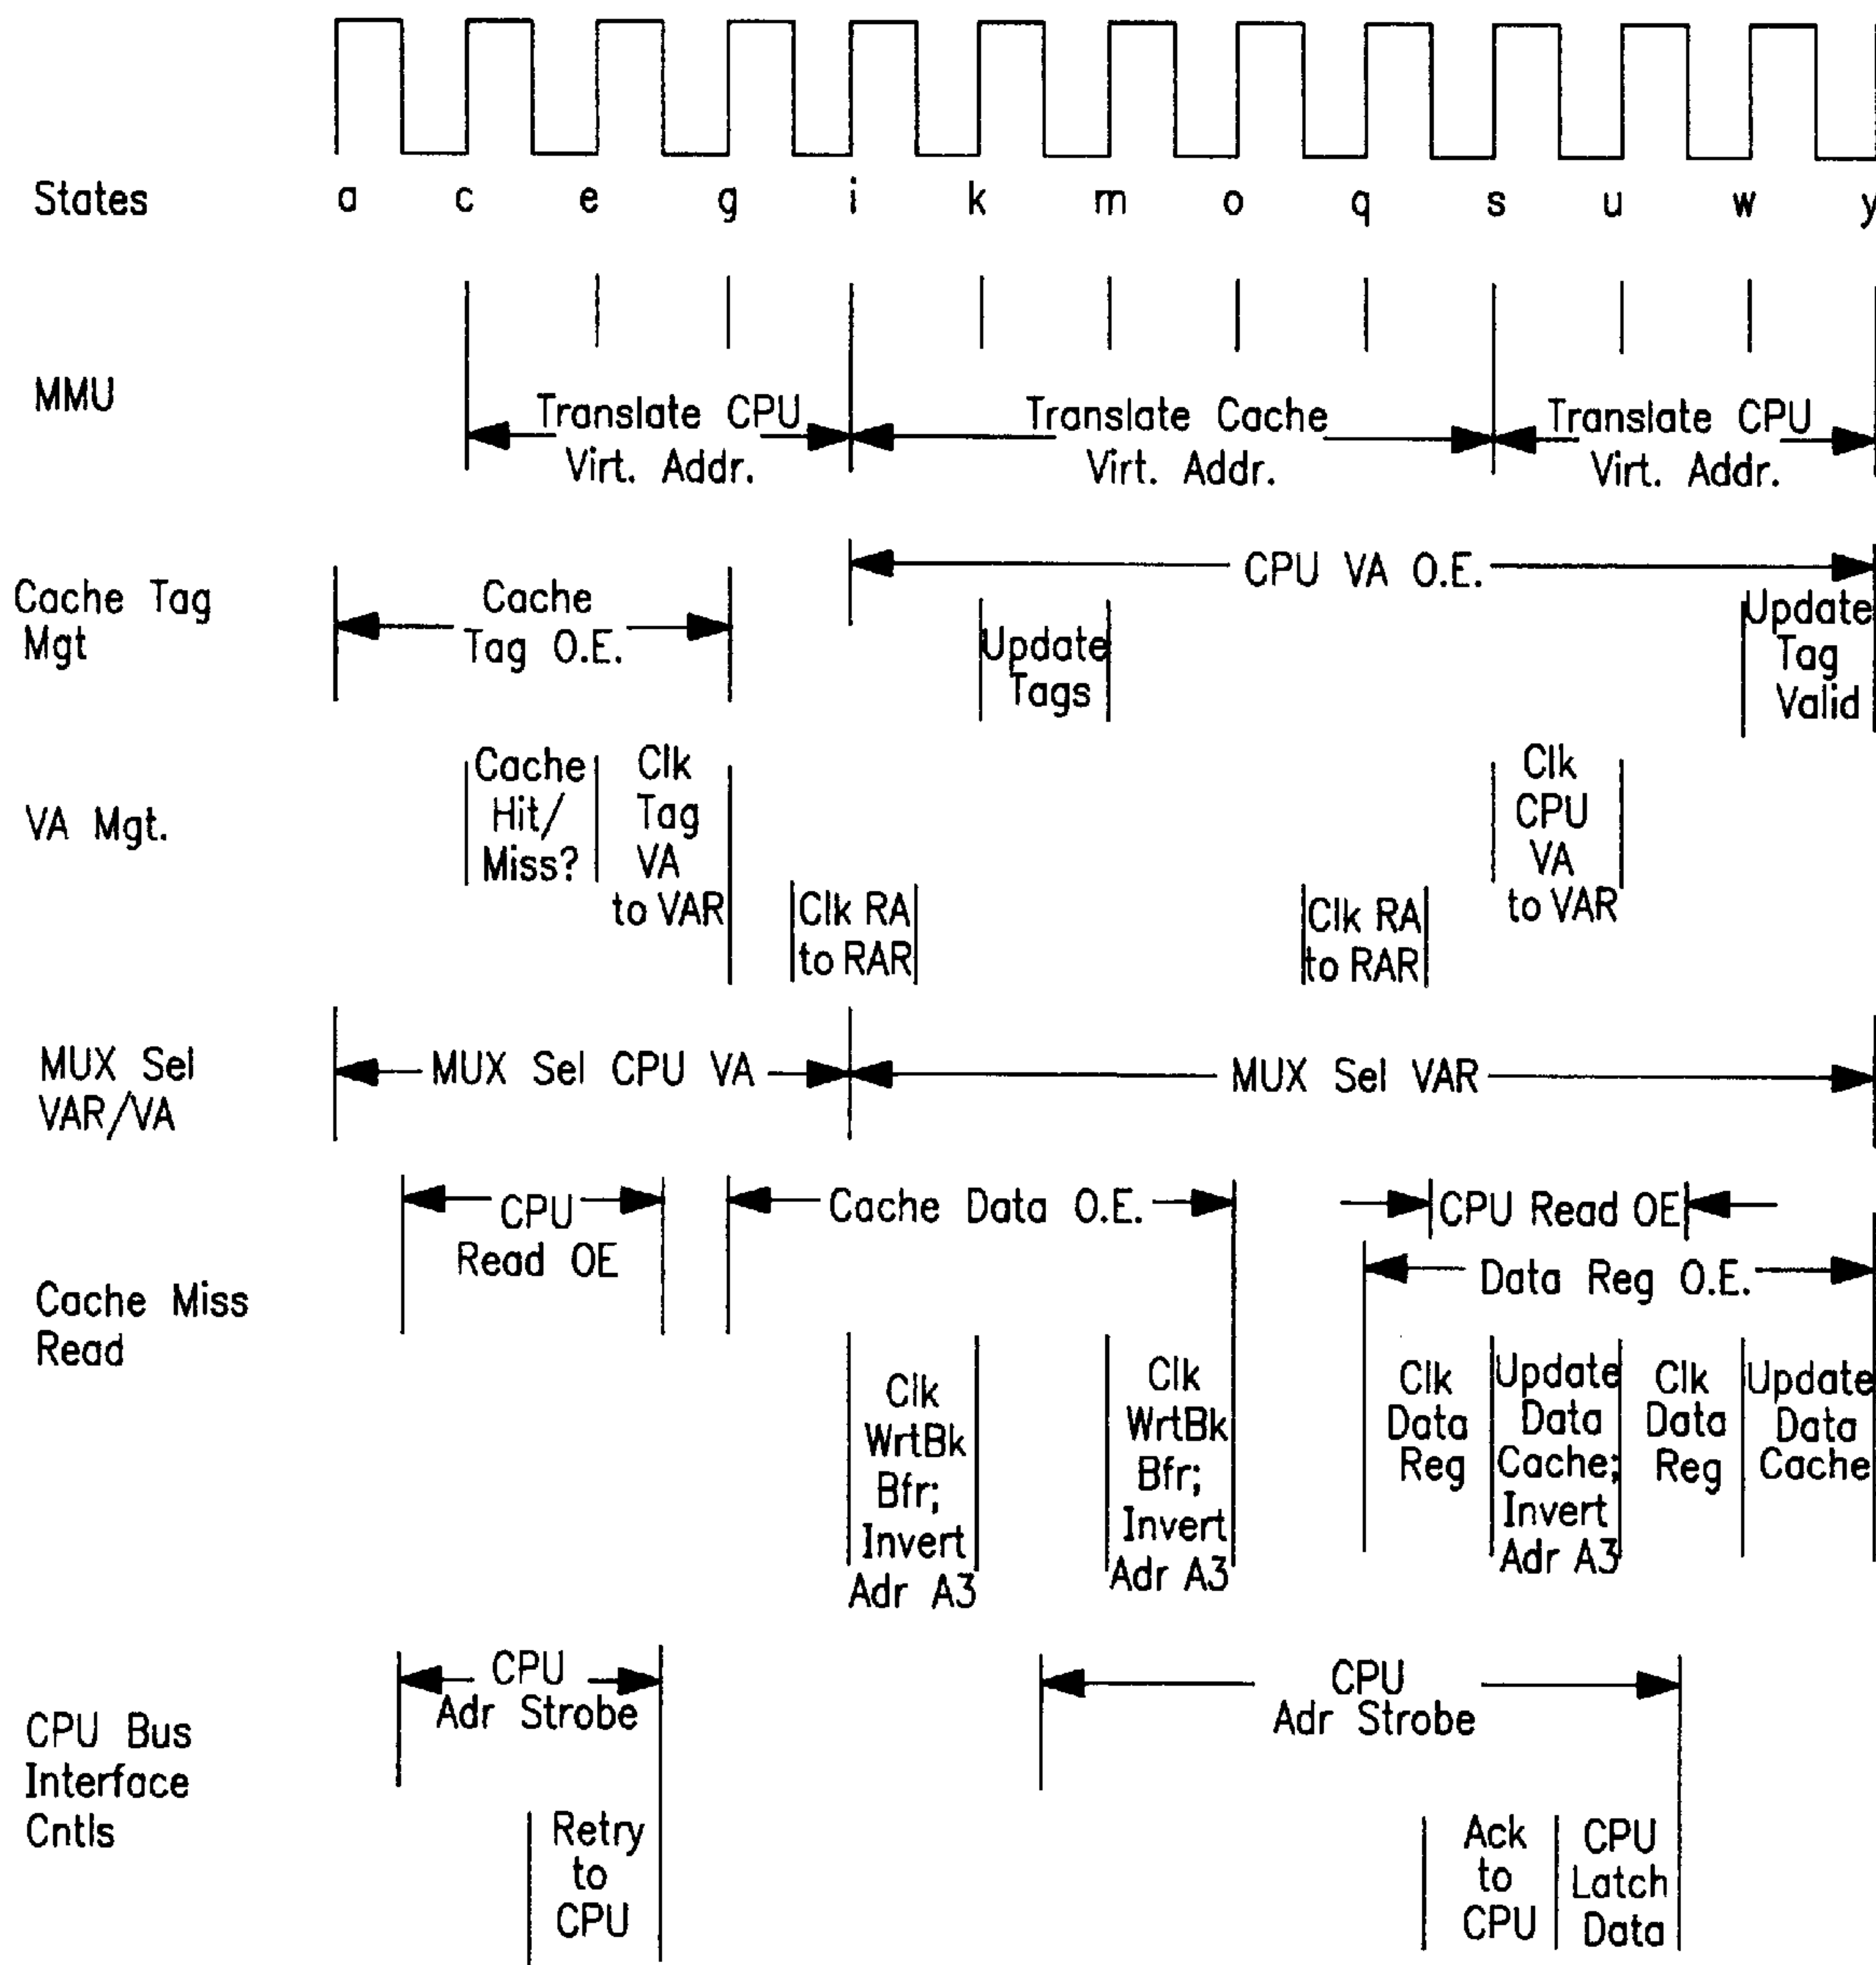 States a c e g i k m o q s u w y
MMU
Translate CPU
Virt. Addr.
Translate Cache
Virt. Addr.
Translate CPU
Virt. Addr.
Cache Tag
Mgt
Cache
Tag O.E.
CPU VA O.E.
Update
Tags
Update
Tag
Valid
VA Mgt.
Cache
Hit/
Miss?
Clk
Tag
VA
to VAR
Clk RA
to RAR
Clk RA
to RAR
Clk
CPU
VA
to VAR
MUX Sel
VAR/VA
MUX Sel CPU VA
MUX Sel VAR
Cache Miss
Read
CPU
Read OE
Cache Data O.E.
CPU Read OE
Data Reg O.E.
Clk
WrtBk
Bfr;
Invert
Adr A3
Clk
WrtBk
Bfr;
Invert
Adr A3
Clk
Data
Reg
Update
Data
Cache;
Invert
Adr A3
Clk
Data
Reg
Update
Data
Cache
CPU Bus
Interface
Cntls
CPU
Adr Strobe
CPU
Adr Strobe
Retry
to
CPU
Ack
to
CPU
CPU
Latch
Data